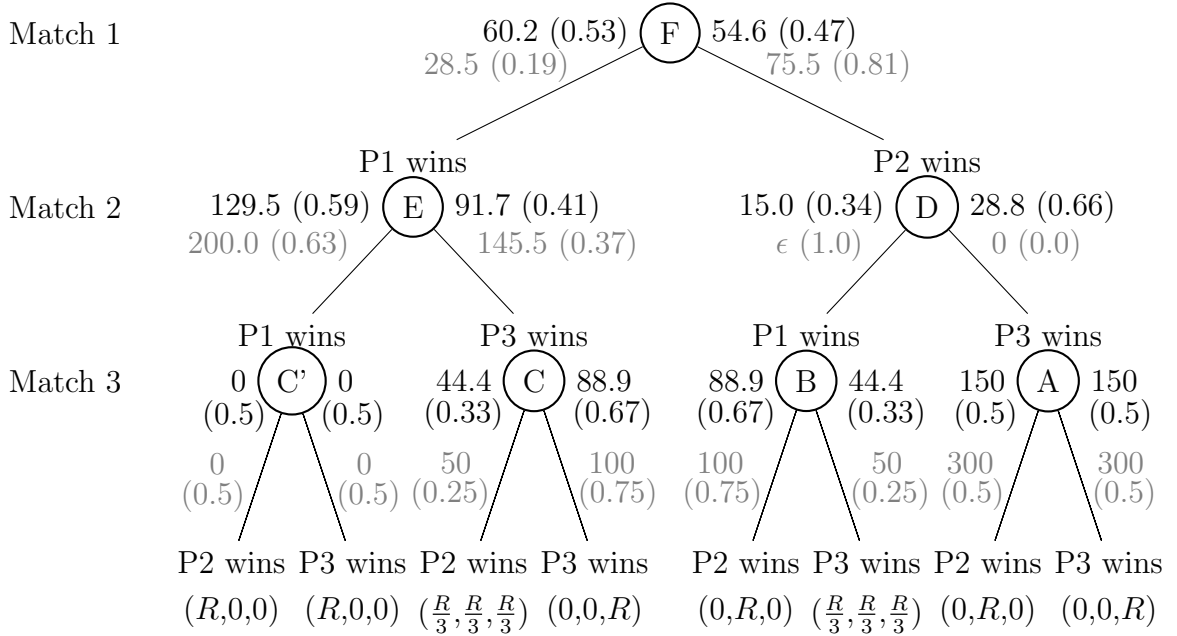 Match 1 60.2 (0.53) F 54.6 (0.47)
28.5 (0.19) 75.5 (0.81)
P1 wins P2 wins
Match 2 129.5 (0.59) E 91.7 (0.41) 15.0 (0.34) D 28.8 (0.66)
200.0 (0.63) 145.5 (0.37) ϵ (1.0) 0 (0.0)
P1 wins P3 wins P1 wins P3 wins
Match 3 0 C' 0 44.4 C 88.9 88.9 B 44.4 150 A 150
(0.5) (0.5) (0.33) (0.67) (0.67) (0.33) (0.5) (0.5)
0 0 50 100 100 50 300 300
(0.5) (0.5) (0.25) (0.75) (0.75) (0.25) (0.5) (0.5)
P2 wins P3 wins P2 wins P3 wins P2 wins P3 wins P2 wins P3 wins
(R,0,0) (R,0,0) (R/3,R/3,R/3) (0,0,R) (0,R,0) (R/3,R/3,R/3) (0,R,0) (0,0,R)